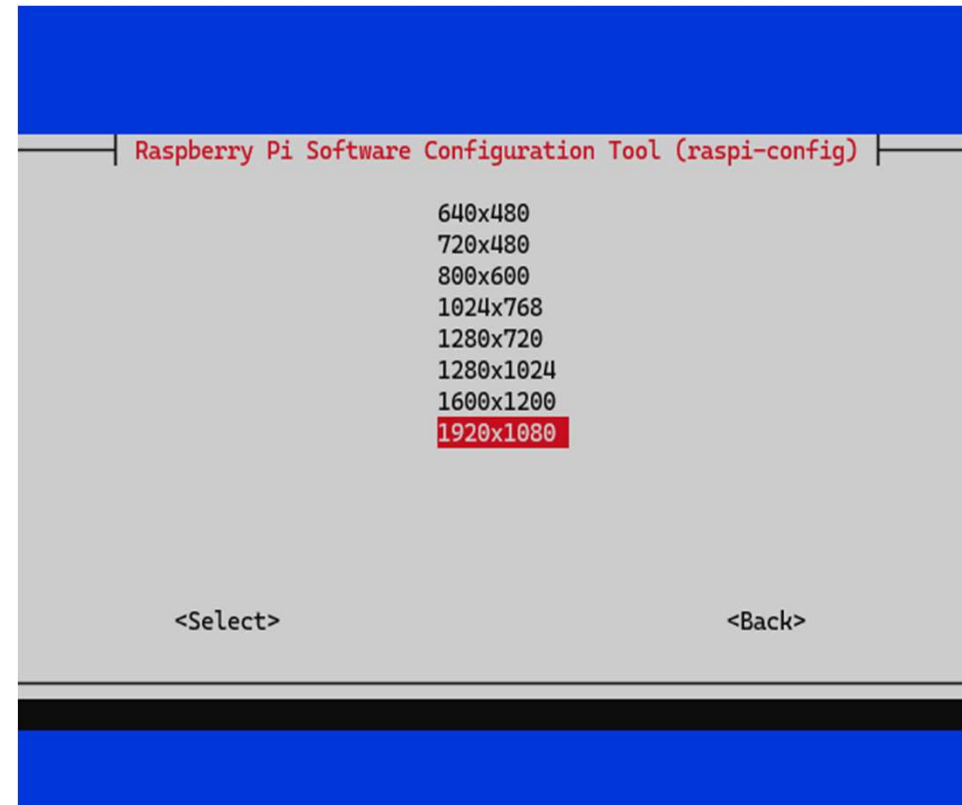 Raspberry Pi Software Configuration Tool (raspi-config)
640x480
720x480
800x600
1024x768
1280x720
1280x1024
1600x1200
1920x1080
<Select> <Back>